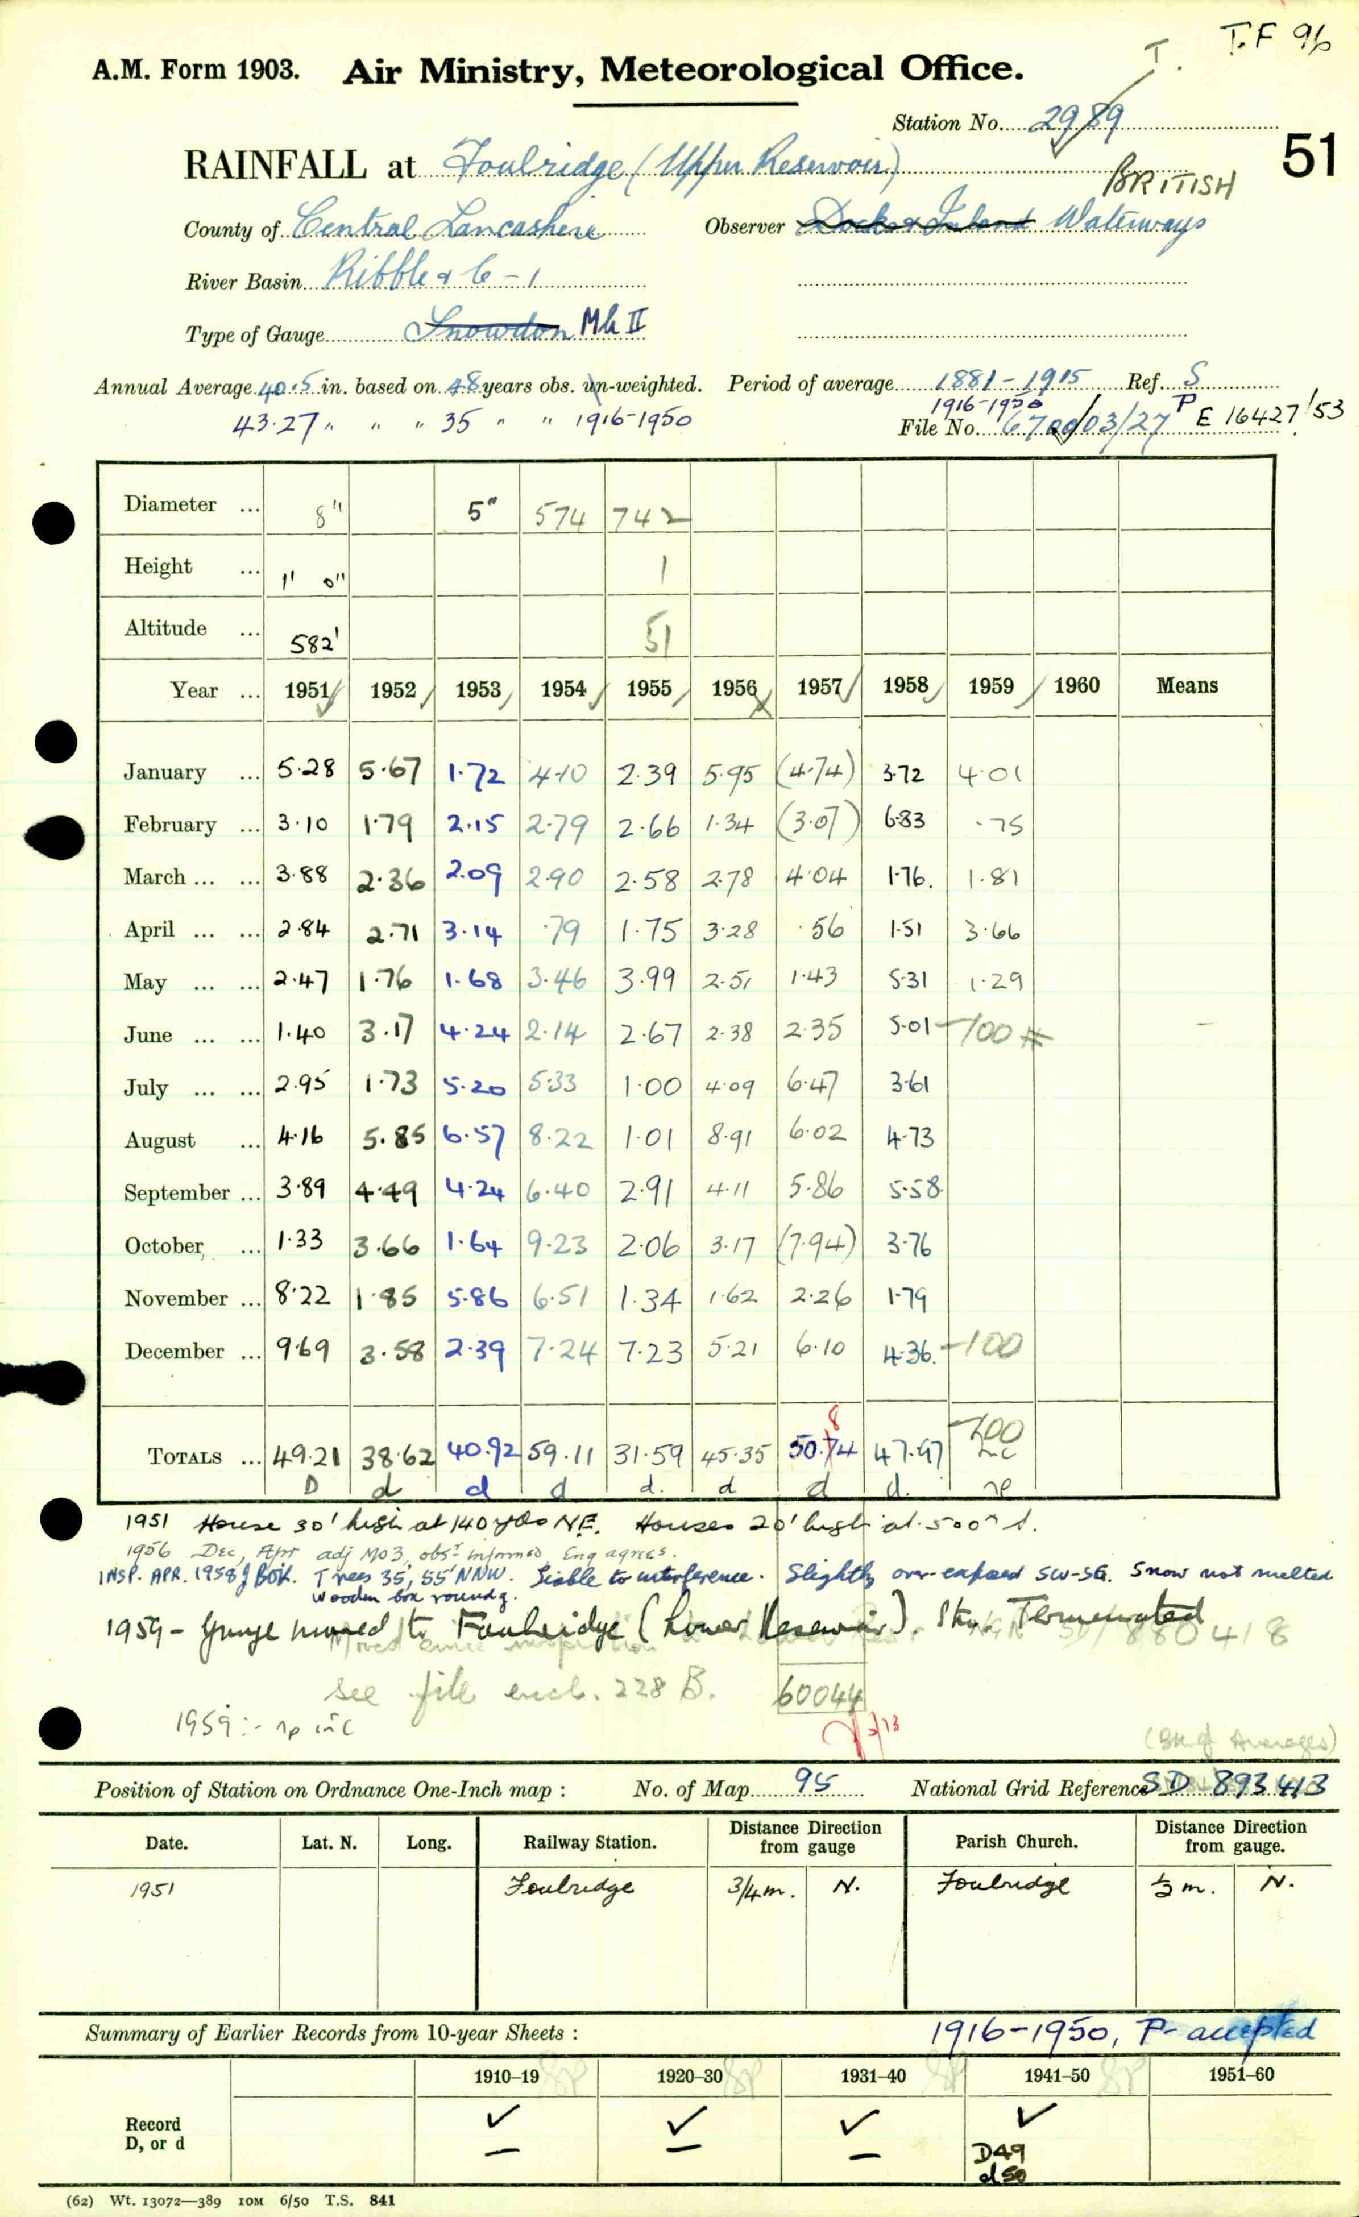 T.F 96
T.
A.M. Form 1903. Air Ministry, Meteorological Office.
Station No. 2989
51
RAINFALL at Foulridge (Upper Reservoir)
BRITISH
County of Central Lancashire Observer Docks & Inland Waterways
River Basin Ribble & C-1
Type of Gauge Snowdon Mk II
Annual Average 40.5 in. based on 48 years obs. un-weighted. Period of average 1881-1915 Ref. S
1916-1950 P
43.27 " " " 35 " " 1916-1950 File No. E 16427/53
Diameter ... 8" 5" 574 742
Height ... 1' 0" 1
Altitude ... 582' 51
Year ... 1951 1952 1953 1954 1955 1956 1957 1958 1959 1960 Means
January ... 5.28 5.67 1.72 4.10 2.39 5.95 (4.74) 3.72 4.01
February ... 3.10 1.79 2.15 2.79 2.66 1.34 (3.07) 6.83 .75
March ... ... 3.88 2.36 2.09 2.90 2.58 2.78 4.04 1.76. 1.81
April ... ... 2.84 2.71 3.14 .79 1.75 3.28 .56 1.51 3.66
May ... ... 2.47 1.76 1.68 3.46 3.99 2.51 1.43 5.31 1.29
June ... ... 1.40 3.17 4.24 2.14 2.67 2.38 2.35 5.01 -100 #
July ... ... 2.95 1.73 5.20 5.33 1.00 4.09 6.47 3.61
August ... 4.16 5.85 6.57 8.22 1.01 8.91 6.02 4.73
September ... 3.89 4.49 4.24 6.40 2.91 4.11 5.86 5.58
October ... 1.33 3.66 1.64 9.23 2.06 3.17 (7.94) 3.76
November ... 8.22 1.85 5.86 6.51 1.34 1.62 2.26 1.79
December ... 9.69 3.58 2.39 7.24 7.23 5.21 6.10 4.36. -100
8
TOTALS ... 49.21 38.62 40.92 59.11 31.59 45.35 50.74 47.97
D d d d d. d d d. np
1951 House 30' high at 140 yds NE. Houses 20' high at 500
1956 Dec, Apr adj MO3, obsr informed, Eng agrees.
INSP. APR. 1958 BOK. Trees 35', 55' NNW. Liable to interference. Slightly over-exposed SW-SE. Snow not melted
Wooden box round g.
1959 - Gauge moved to Foulridge (Lower Reservoir). Stn. Terminated
SD 880418
see file encl. 228 B. 60044
1959 :- np inc
(BK of Averages)
Position of Station on Ordnance One-Inch map : No. of Map 95 National Grid Reference SD 893413
Date. Lat. N. Long. Railway Station. Distance from gauge Direction Parish Church. Distance from gauge. Direction
1951 Foulridge 3/4 m. N. Foulridge 1/2 m. N.
Summary of Earlier Records from 10-year Sheets : 1916-1950, P- accepted
1910–19 1920–30 1931–40 1941–50 1951–60
Record ✓ ✓ ✓ ✓
D, or d — — — D49
d50
(62) Wt. 13072—389 10M 6/50 T.S. 841